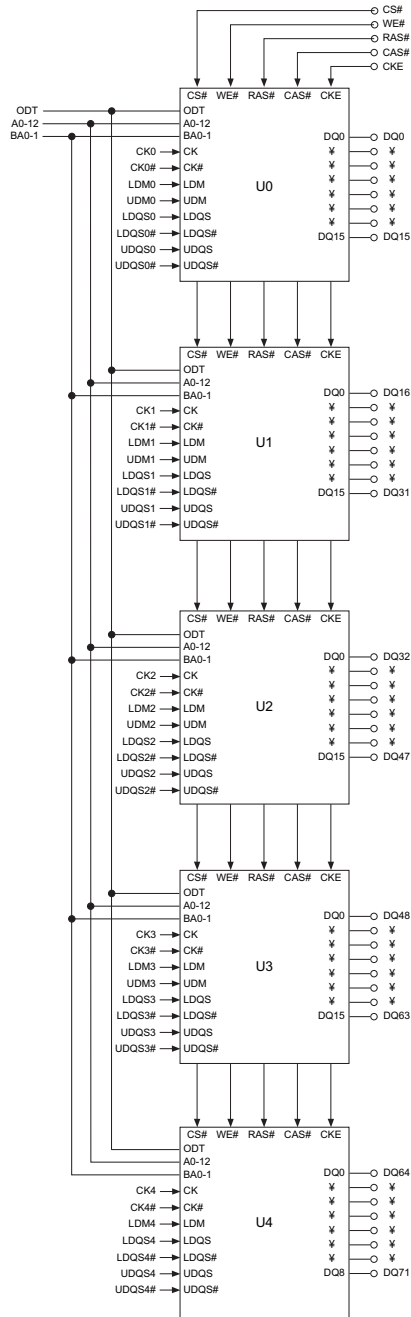 CS#
WE#
RAS#
CAS#
CKE
CS# WE# RAS# CAS# CKE
ODT ODT
A0-12 A0-12
BA0-1 BA0-1 DQ0 DQ0
CK0 CK ¥ ¥
CK0# CK# ¥ ¥
LDM0 LDM ¥ ¥
UDM0 UDM U0 ¥ ¥
LDQS0 LDQS ¥ ¥
LDQS0# LDQS# ¥ ¥
UDQS0 UDQS DQ15 DQ15
UDQS0# UDQS#
CS# WE# RAS# CAS# CKE
ODT
A0-12
BA0-1 DQ0 DQ16
CK1 CK ¥ ¥
CK1# CK# ¥ ¥
LDM1 LDM U1 ¥ ¥
UDM1 UDM ¥ ¥
LDQS1 LDQS ¥ ¥
LDQS1# LDQS# ¥ ¥
UDQS1 UDQS DQ15 DQ31
UDQS1# UDQS#
CS# WE# RAS# CAS# CKE
ODT
A0-12
BA0-1 DQ0 DQ32
CK2 CK ¥ ¥
CK2# CK# ¥ ¥
LDM2 LDM U2 ¥ ¥
UDM2 UDM ¥ ¥
LDQS2 LDQS ¥ ¥
LDQS2# LDQS# ¥ ¥
UDQS2 UDQS DQ15 DQ47
UDQS2# UDQS#
CS# WE# RAS# CAS# CKE
ODT
A0-12
BA0-1 DQ0 DQ48
CK3 CK ¥ ¥
CK3# CK# ¥ ¥
LDM3 LDM U3 ¥ ¥
UDM3 UDM ¥ ¥
LDQS3 LDQS ¥ ¥
LDQS3# LDQS# ¥ ¥
UDQS3 UDQS DQ15 DQ63
UDQS3# UDQS#
CS# WE# RAS# CAS# CKE
ODT
A0-12
BA0-1 DQ0 DQ64
CK4 CK ¥ ¥
CK4# CK# ¥ ¥
LDM4 LDM U4 ¥ ¥
LDQS4 LDQS ¥ ¥
LDQS4# LDQS# ¥ ¥
UDQS4 UDQS ¥ ¥
UDQS4# UDQS# DQ8 DQ71